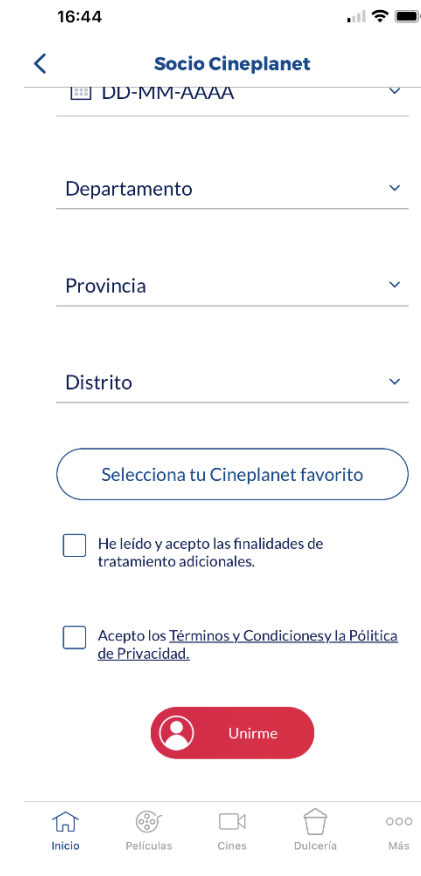 16:44
Socio Cineplanet
DD-MM-AAAA
Departamento
Provincia
Distrito
Selecciona tu Cineplanet favorito
He leído y acepto las finalidades de
tratamiento adicionales.
Acepto los Términos y Condicionesy la Pólitica
de Privacidad.
Unirme
Inicio Películas Cines Dulcería Más